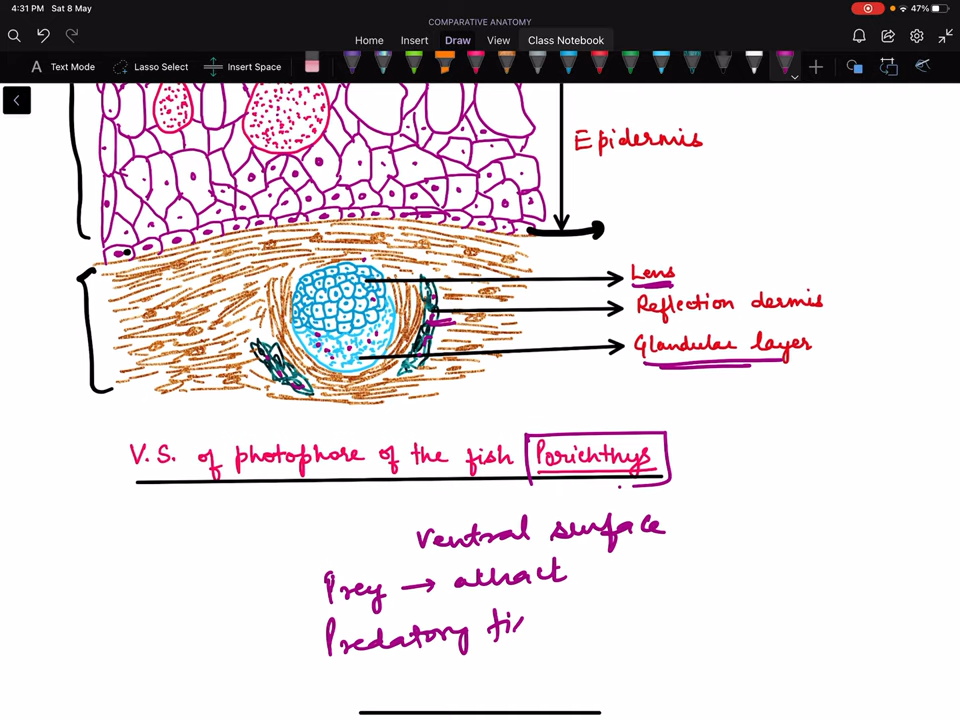 4:31 PM Sat 8 May
47%
COMPARATIVE ANATOMY
Home Insert Draw View Class Notebook
A Text Mode Lasso Select Insert Space
Epidermis
Lens
Reflection dermis
Glandular layer
V.S. of photophore of the fish Porichthys
Ventral surface
Prey → attract
Predatory fi